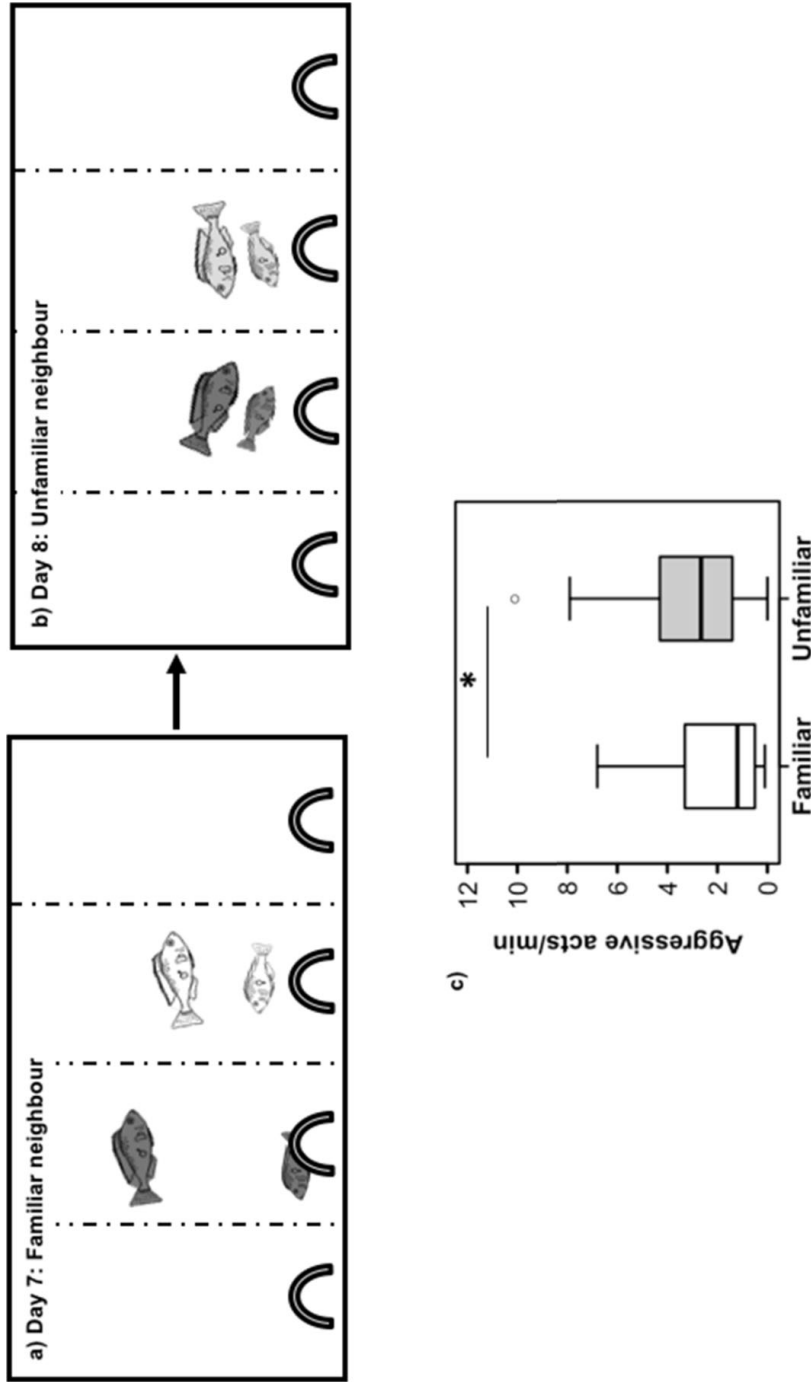 a) Day 7: Familiar neighbour
b) Day 8: Unfamiliar neighbour
c)
Aggressive acts/min
12
10
8
6
4
2
0
*
Familiar
Unfamiliar